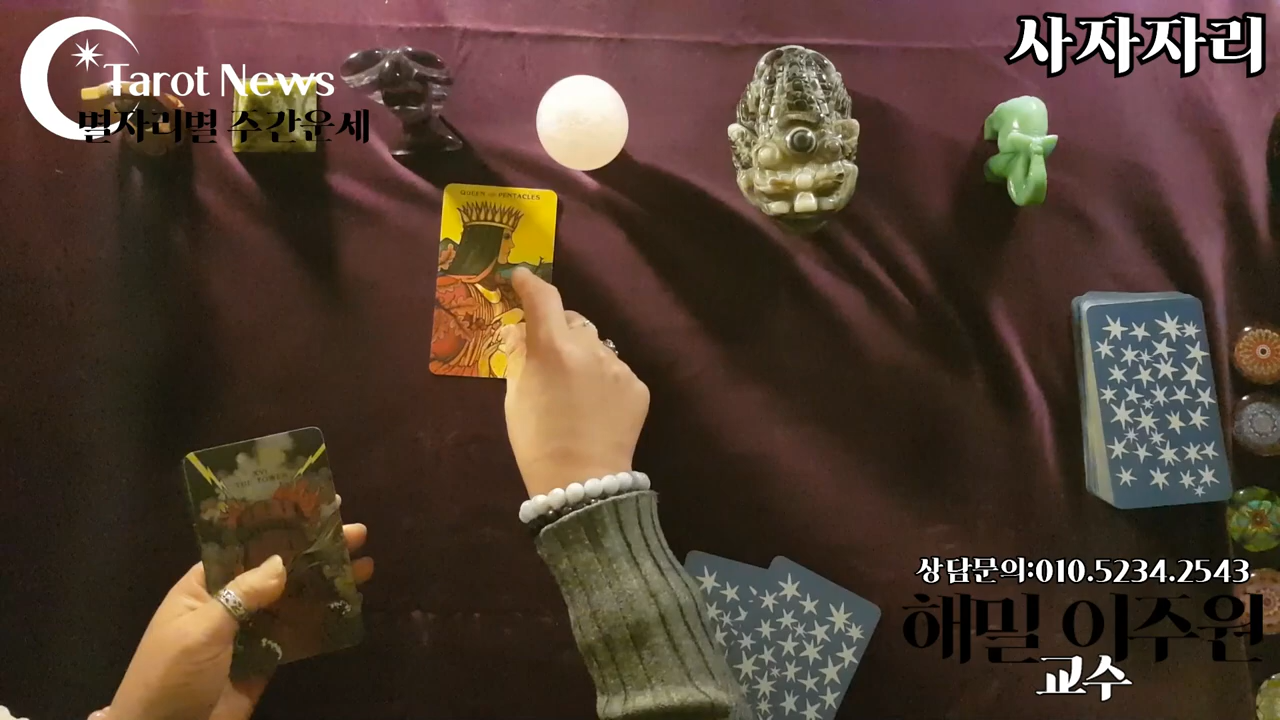 사자자리
Tarot News
별자리별 주간운세
QUEEN OF PENTACLES
XVI
THE TOWER
상담문의:010.5234.2543
해밀 이주원
교수